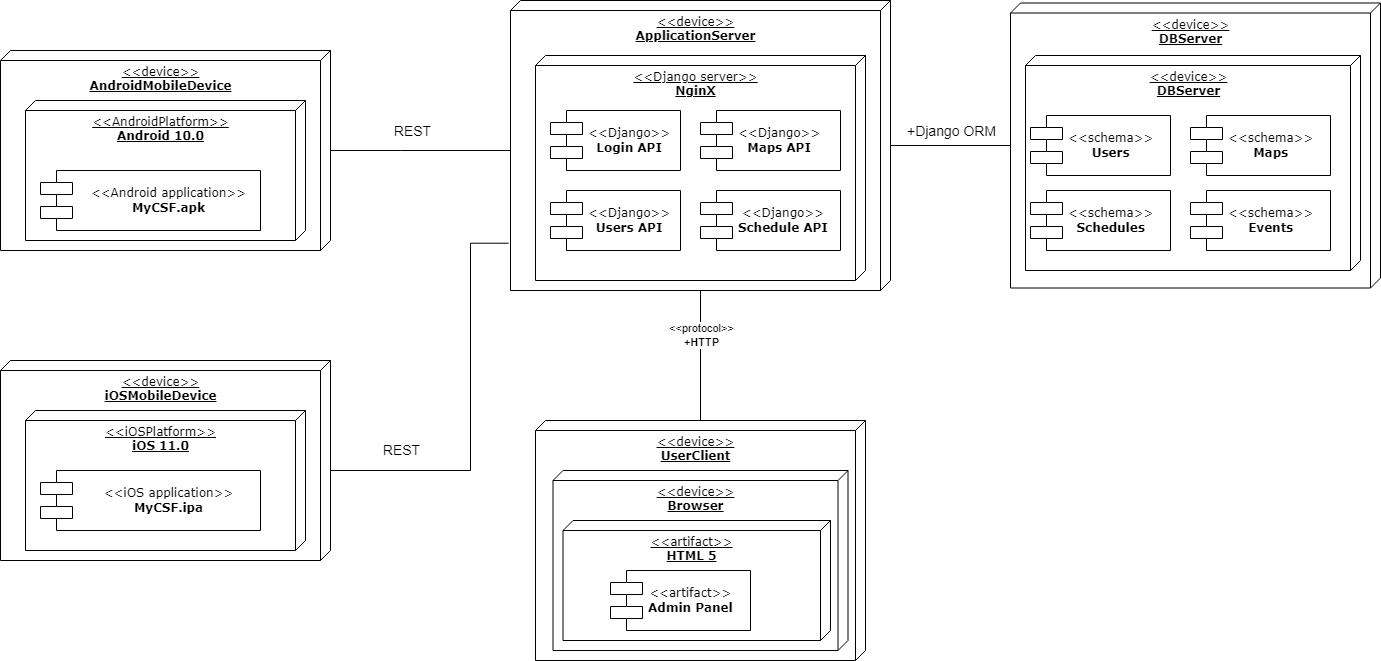 <<device>>
AndroidMobileDevice
<<AndroidPlatform>>
Android 10.0
<<Android application>>
MyCSF.apk
REST
<<device>>
ApplicationServer
<<Django server>>
NginX
<<Django>>
Login API
<<Django>>
Maps API
<<Django>>
Users API
<<Django>>
Schedule API
+Django ORM
<<device>>
DBServer
<<device>>
DBServer
<<schema>>
Users
<<schema>>
Maps
<<schema>>
Schedules
<<schema>>
Events
<<device>>
iOSMobileDevice
<<iOSPlatform>>
iOS 11.0
<<iOS application>>
MyCSF.ipa
REST
<<protocol>>
+HTTP
<<device>>
UserClient
<<device>>
Browser
<<artifact>>
HTML 5
<<artifact>>
Admin Panel